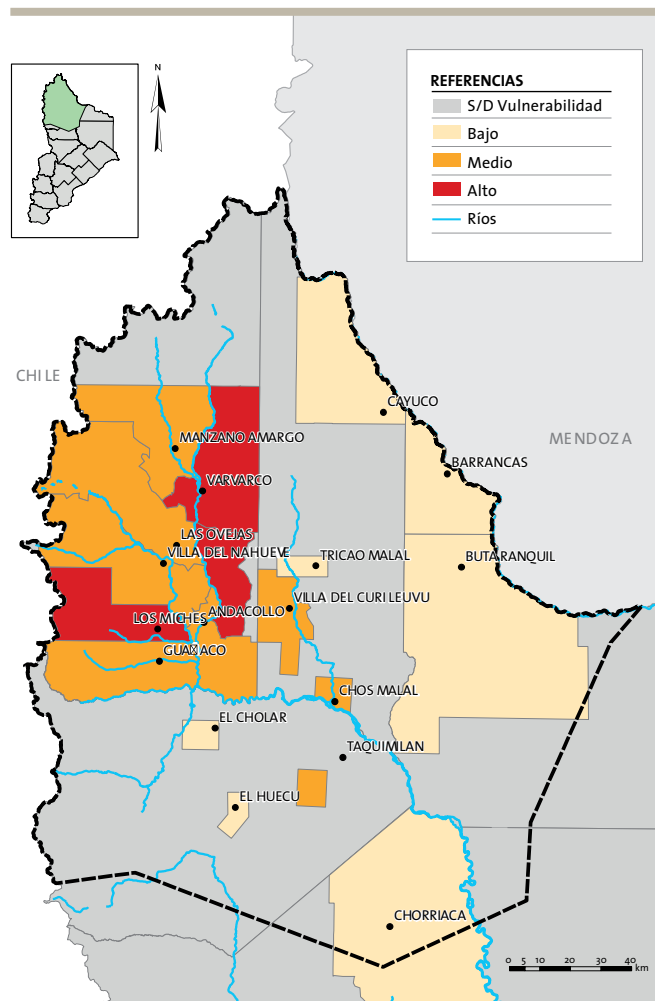 N
REFERENCIAS
S/D Vulnerabilidad
Bajo
Medio
Alto
Ríos
CHILE
MENDOZA
CAYUCO
MANZANO AMARGO
BARRANCAS
VARVARCO
LAS OVEJAS
VILLA DEL NAHUEVE
TRICAO MALAL
BUTARANQUIL
VILLA DEL CURI LEUVU
ANDACOLLO
LOS MICHES
GUAÑACO
CHOS MALAL
EL CHOLAR
TAQUIMILAN
EL HUECU
CHORRIACA
0 5 10 20 30 40
km